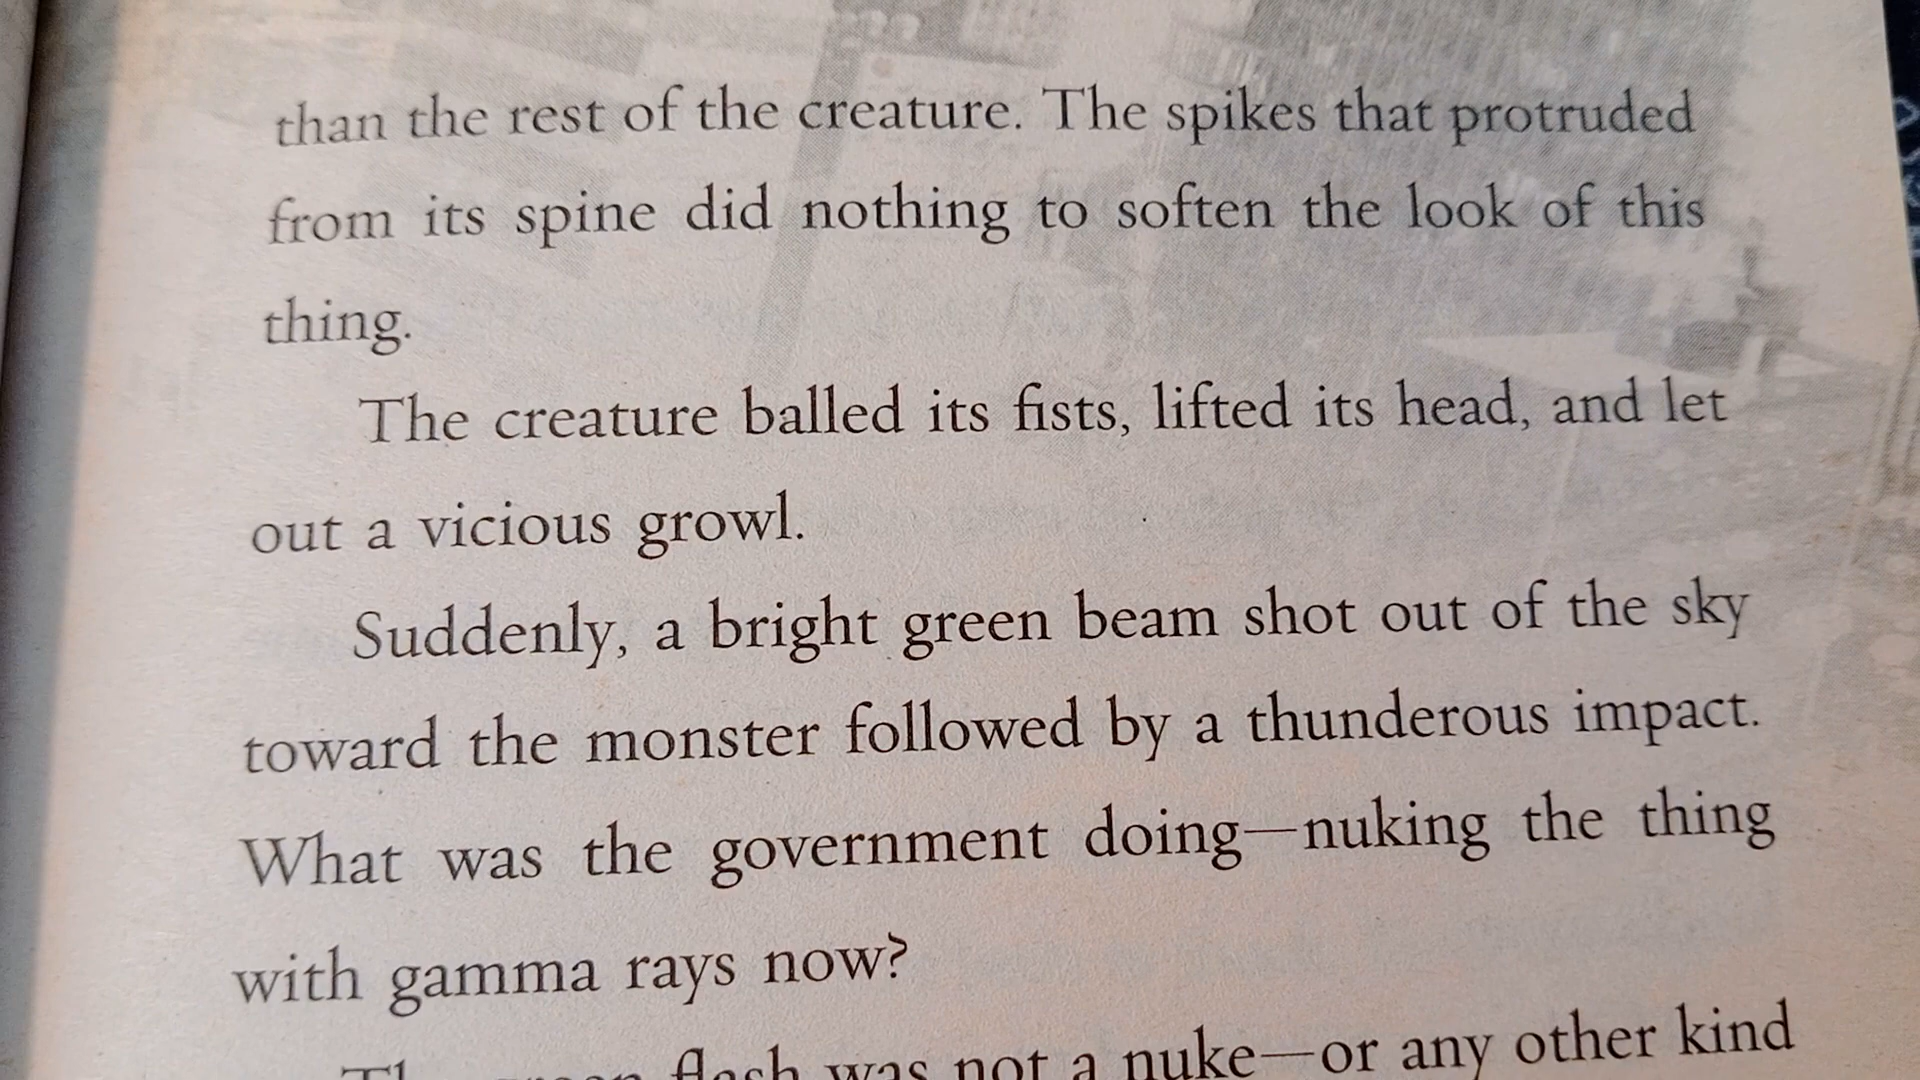 than the rest of the creature. The spikes that protruded
from its spine did nothing to soften the look of this
thing.
The creature balled its fists, lifted its head, and let
out a vicious growl.
Suddenly, a bright green beam shot out of the sky
toward the monster followed by a thunderous impact.
What was the government doing—nuking the thing
with gamma rays now?
The green flash was not a nuke—or any other kind